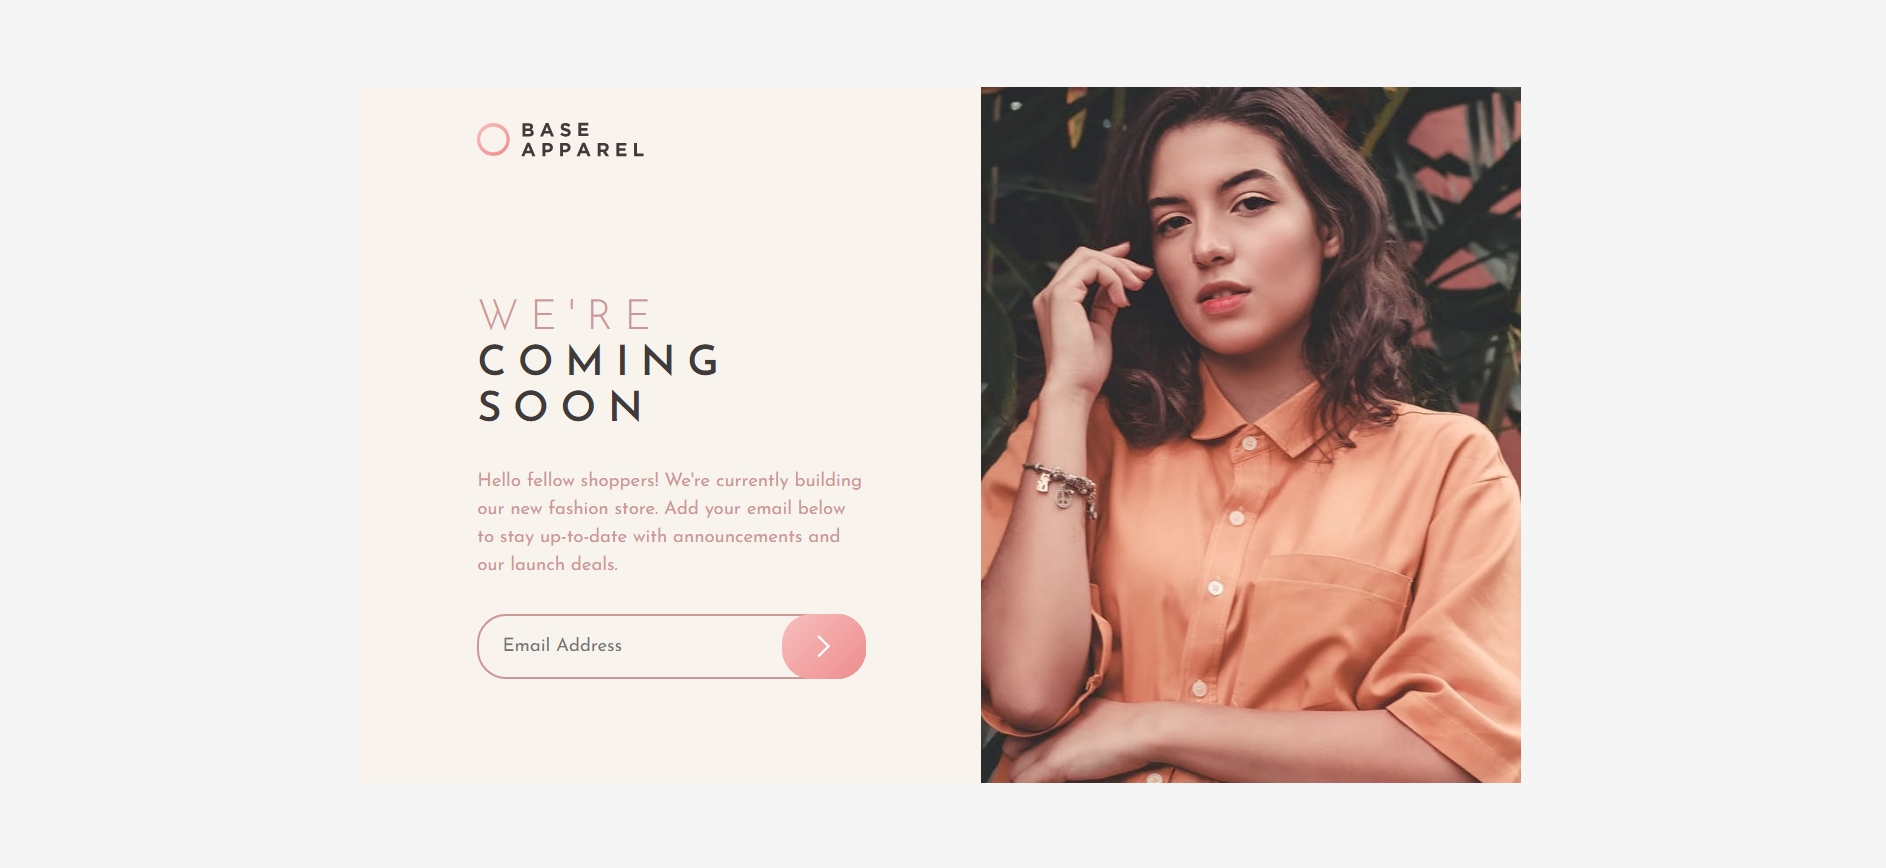 BASE
APPAREL
WE'RE
COMING
SOON
Hello fellow shoppers! We're currently building
our new fashion store. Add your email below
to stay up-to-date with announcements and
our launch deals.
Email Address